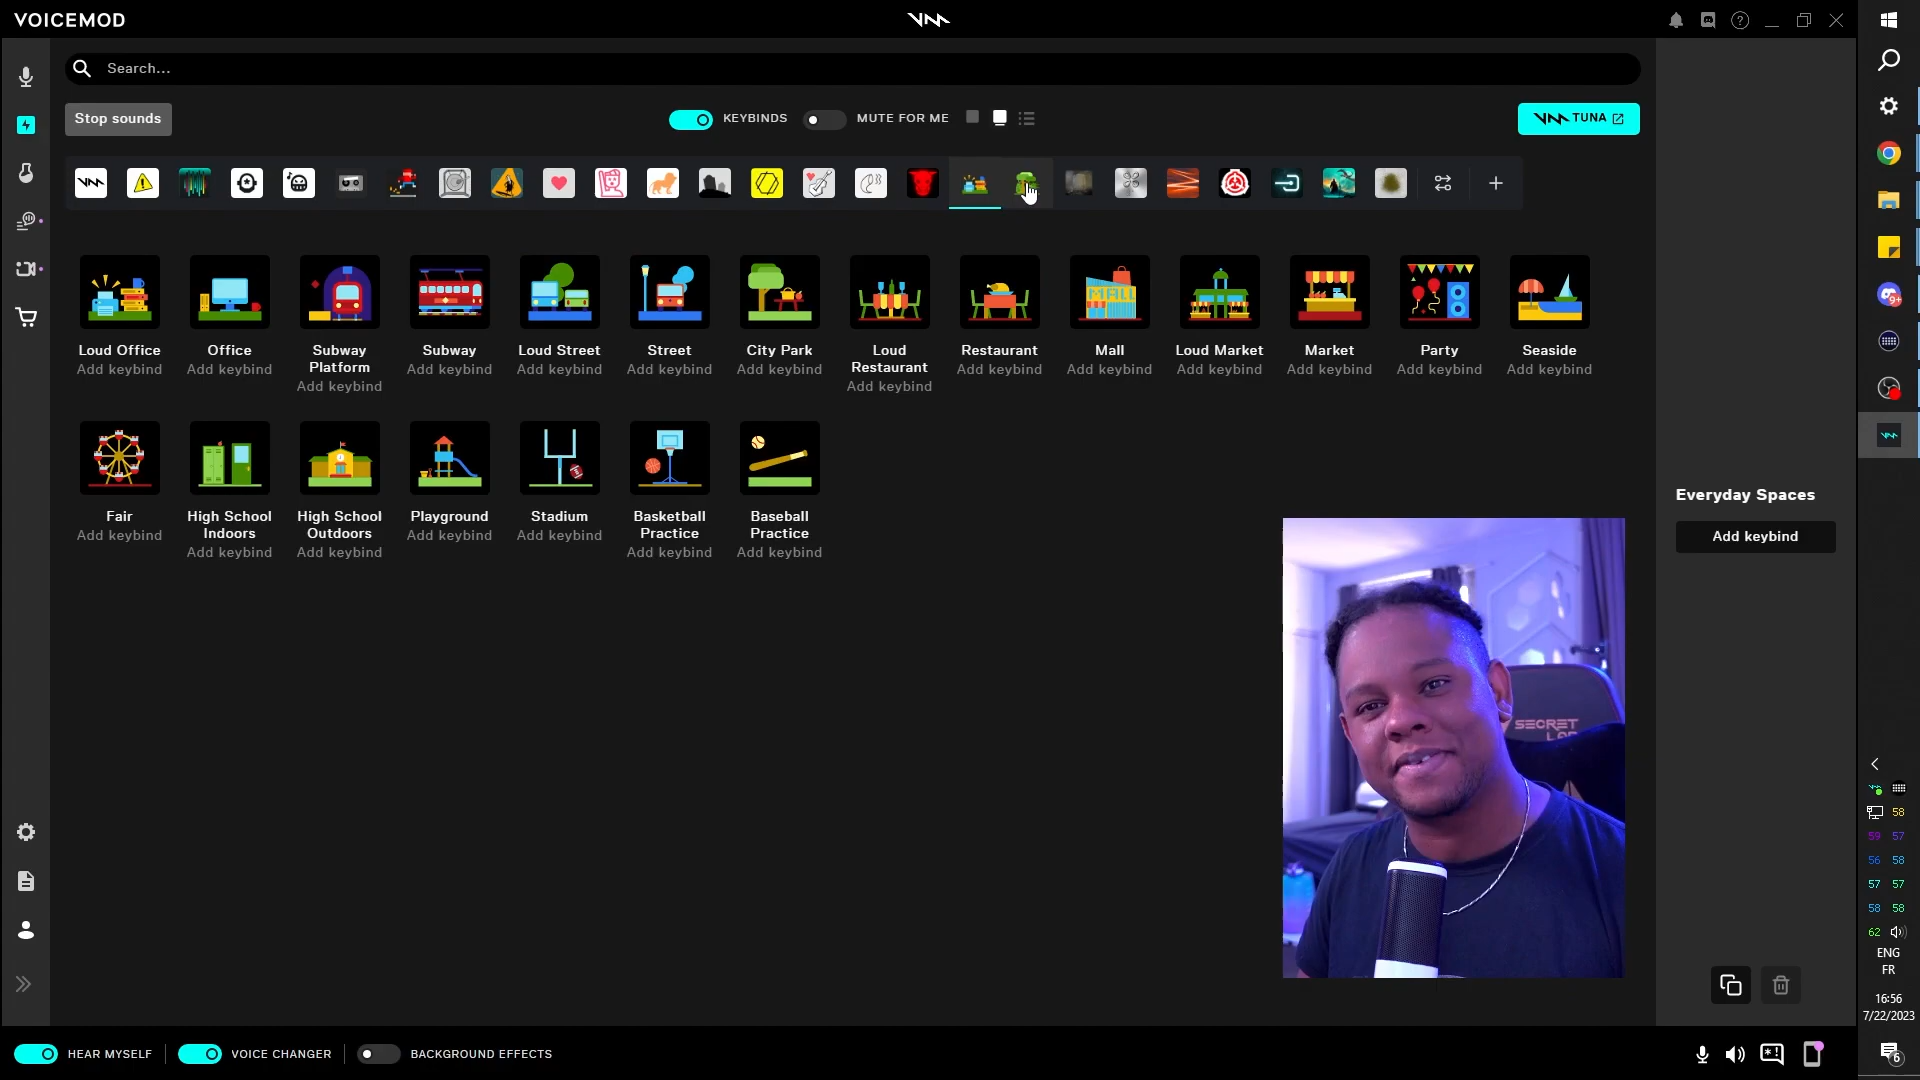 VOICEMOD
Search...
Stop sounds
KEYBINDS
MUTE FOR ME
TUNA
Loud Office
Add keybind
Office
Add keybind
Subway
Platform
Add keybind
Subway
Add keybind
Loud Street
Add keybind
Street
Add keybind
City Park
Add keybind
Loud
Restaurant
Add keybind
Restaurant
Add keybind
MALL
Mall
Add keybind
Loud Market
Add keybind
Market
Add keybind
Party
Add keybind
Seaside
Add keybind
Fair
Add keybind
High School
Indoors
Add keybind
High School
Outdoors
Add keybind
Playground
Add keybind
Stadium
Add keybind
Basketball
Practice
Add keybind
Baseball
Practice
Add keybind
Everyday Spaces
Add keybind
SECRET
LAB
HEAR MYSELF
VOICE CHANGER
BACKGROUND EFFECTS
9+
58
59 57
56 58
57 57
58 58
62
ENG
FR
16:56
7/22/2023
6